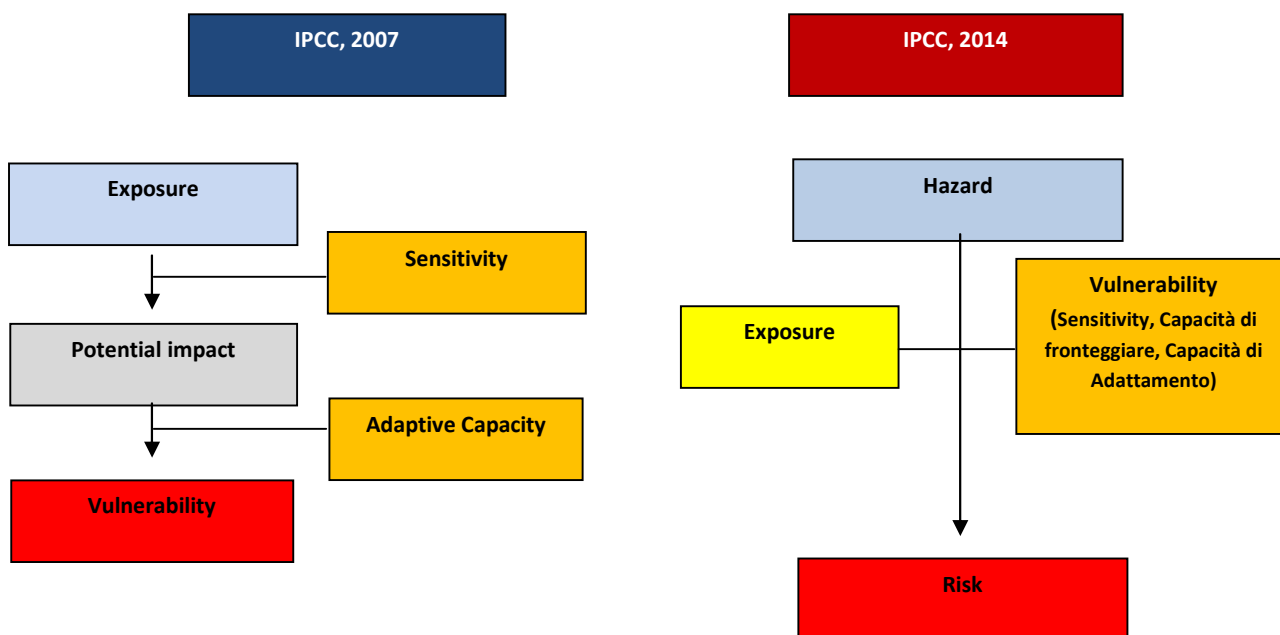 IPCC, 2007
IPCC, 2014
Exposure
Sensitivity
Potential impact
Adaptive Capacity
Vulnerability
Hazard
Exposure
Vulnerability
(Sensitivity, Capacità di
fronteggiare, Capacità di
Adattamento)
Risk